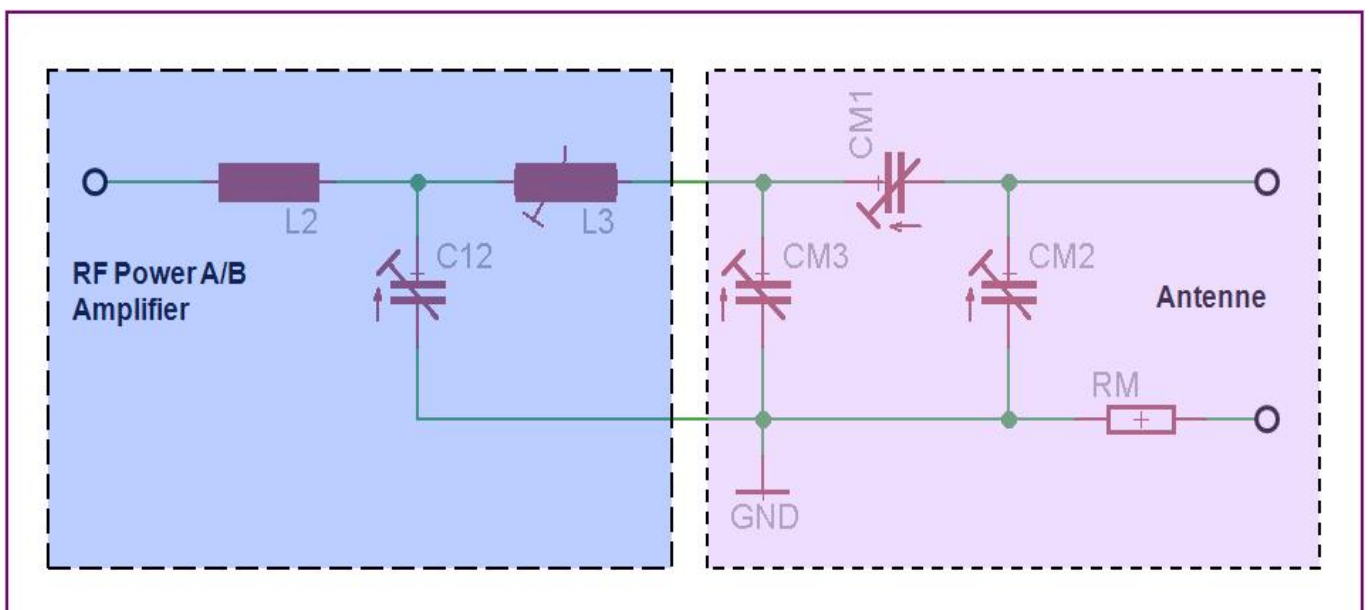 CM1
L2
L3
C12
CM3
CM2
RF Power A/B
Amplifier
Antenne
RM
GND